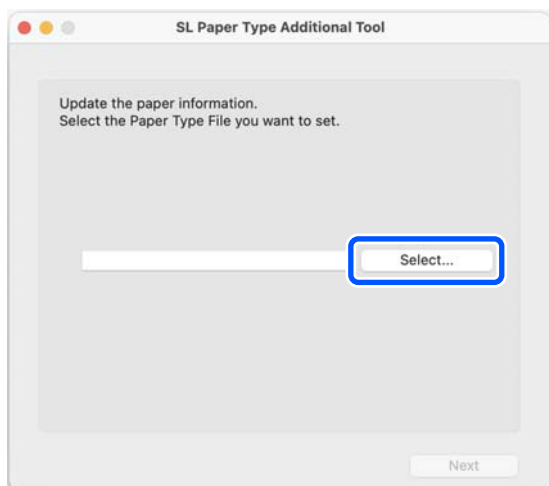 SL Paper Type Additional Tool
Update the paper information.
Select the Paper Type File you want to set.
Select...
Next